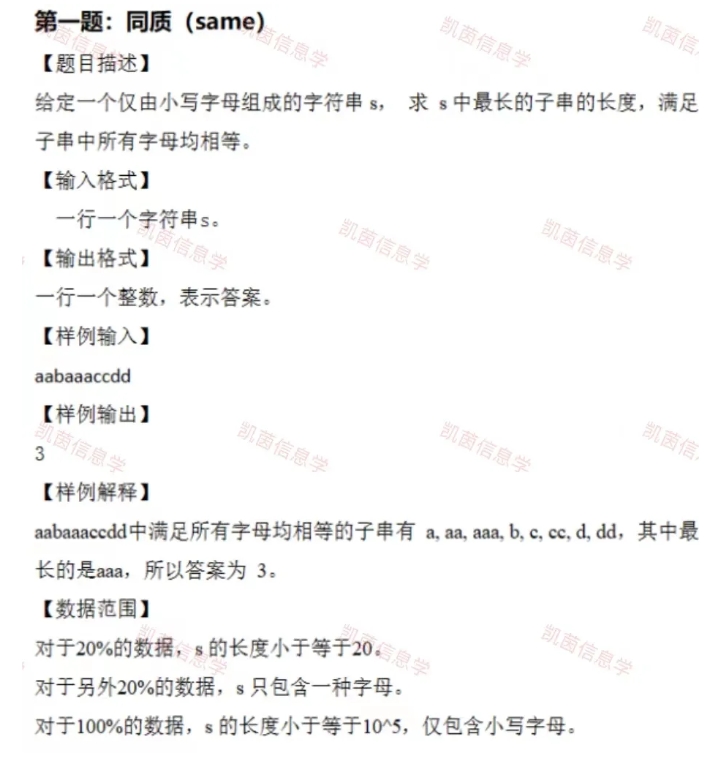 第一题：同质（same）
【题目描述】
给定一个仅由小写字母组成的字符串 s， 求 s 中最长的子串的长度，满足
子串中所有字母均相等。
【输入格式】
一行一个字符串s。
【输出格式】
一行一个整数，表示答案。
【样例输入】
aabaaaccdd
【样例输出】
3
【样例解释】
aabaaaccdd中满足所有字母均相等的子串有 a, aa, aaa, b, c, cc, d, dd，其中最
长的是aaa，所以答案为 3。
【数据范围】
对于20%的数据，s 的长度小于等于20。
对于另外20%的数据，s 只包含一种字母。
对于100%的数据，s 的长度小于等于10^5，仅包含小写字母。
凯茵信息学
凯茵信息学
凯茵信
凯茵信息学
凯茵信息学
凯茵信息学
凯茵信息学
凯茵信息学
凯茵信息学
凯茵信
凯茵信息学
凯茵信息学
凯茵信息学